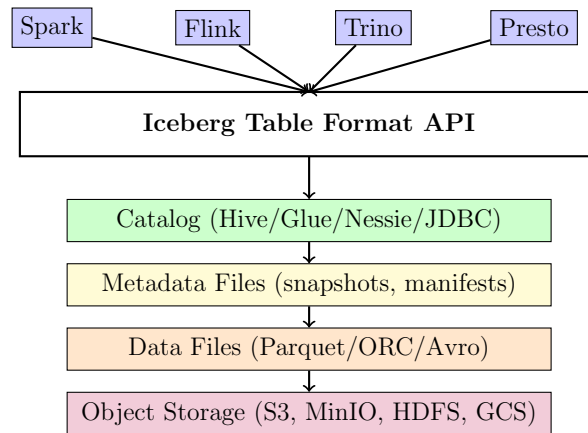 Spark Flink Trino Presto
Iceberg Table Format API
Catalog (Hive/Glue/Nessie/JDBC)
Metadata Files (snapshots, manifests)
Data Files (Parquet/ORC/Avro)
Object Storage (S3, MinIO, HDFS, GCS)